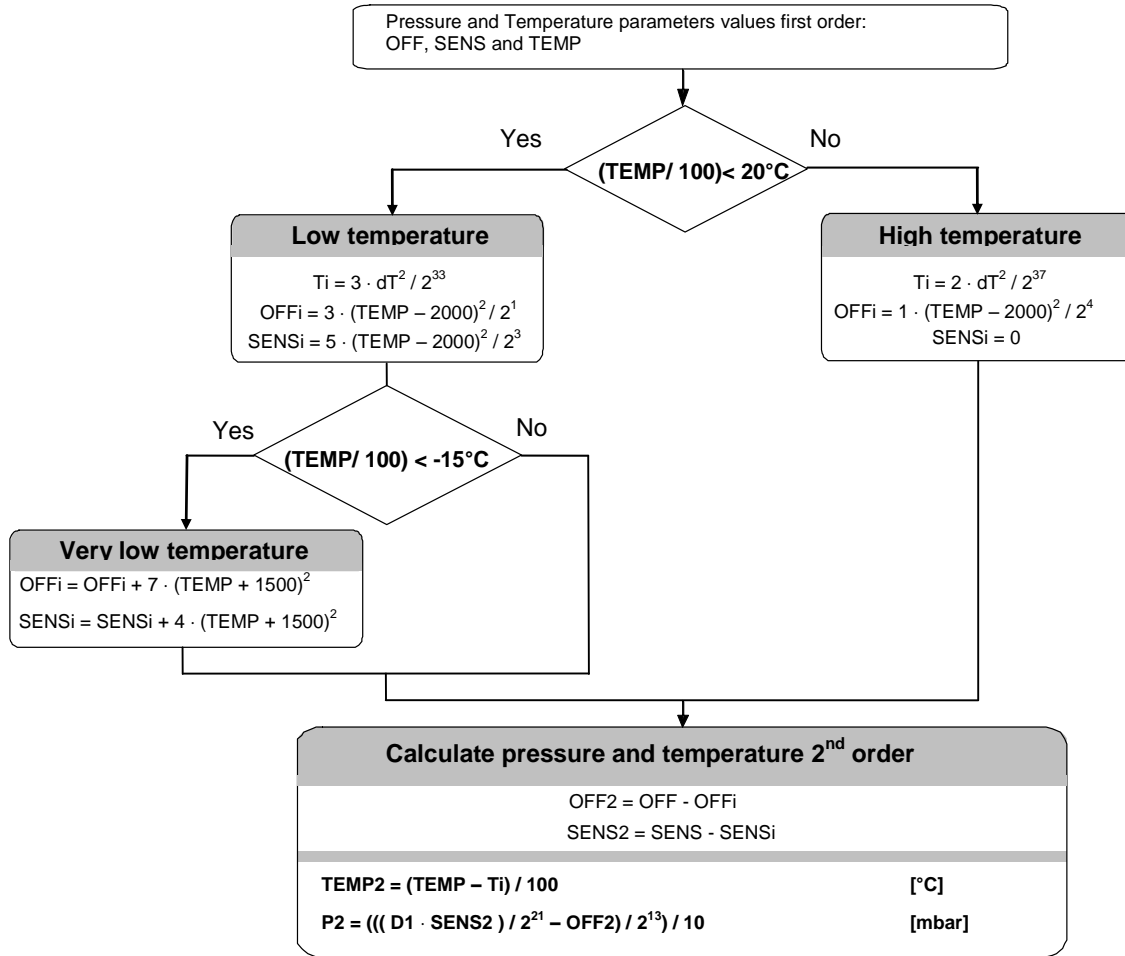 Pressure and Temperature parameters values first order:
OFF, SENS and TEMP
Yes
No
(TEMP/ 100)< 20°C
Low temperature
Ti = 3 · dT² / 2³³
OFFi = 3 · (TEMP – 2000)² / 2¹
SENSi = 5 · (TEMP – 2000)² / 2³
High temperature
Ti = 2 · dT² / 2³⁷
OFFi = 1 · (TEMP – 2000)² / 2⁴
SENSi = 0
Yes
No
(TEMP/ 100) < -15°C
Very low temperature
OFFi = OFFi + 7 · (TEMP + 1500)²
SENSi = SENSi + 4 · (TEMP + 1500)²
Calculate pressure and temperature 2ⁿᵈ order
OFF2 = OFF - OFFi
SENS2 = SENS - SENSi
TEMP2 = (TEMP – Ti) / 100 [°C]
P2 = ((( D1 · SENS2 ) / 2²¹ – OFF2) / 2¹³) / 10 [mbar]